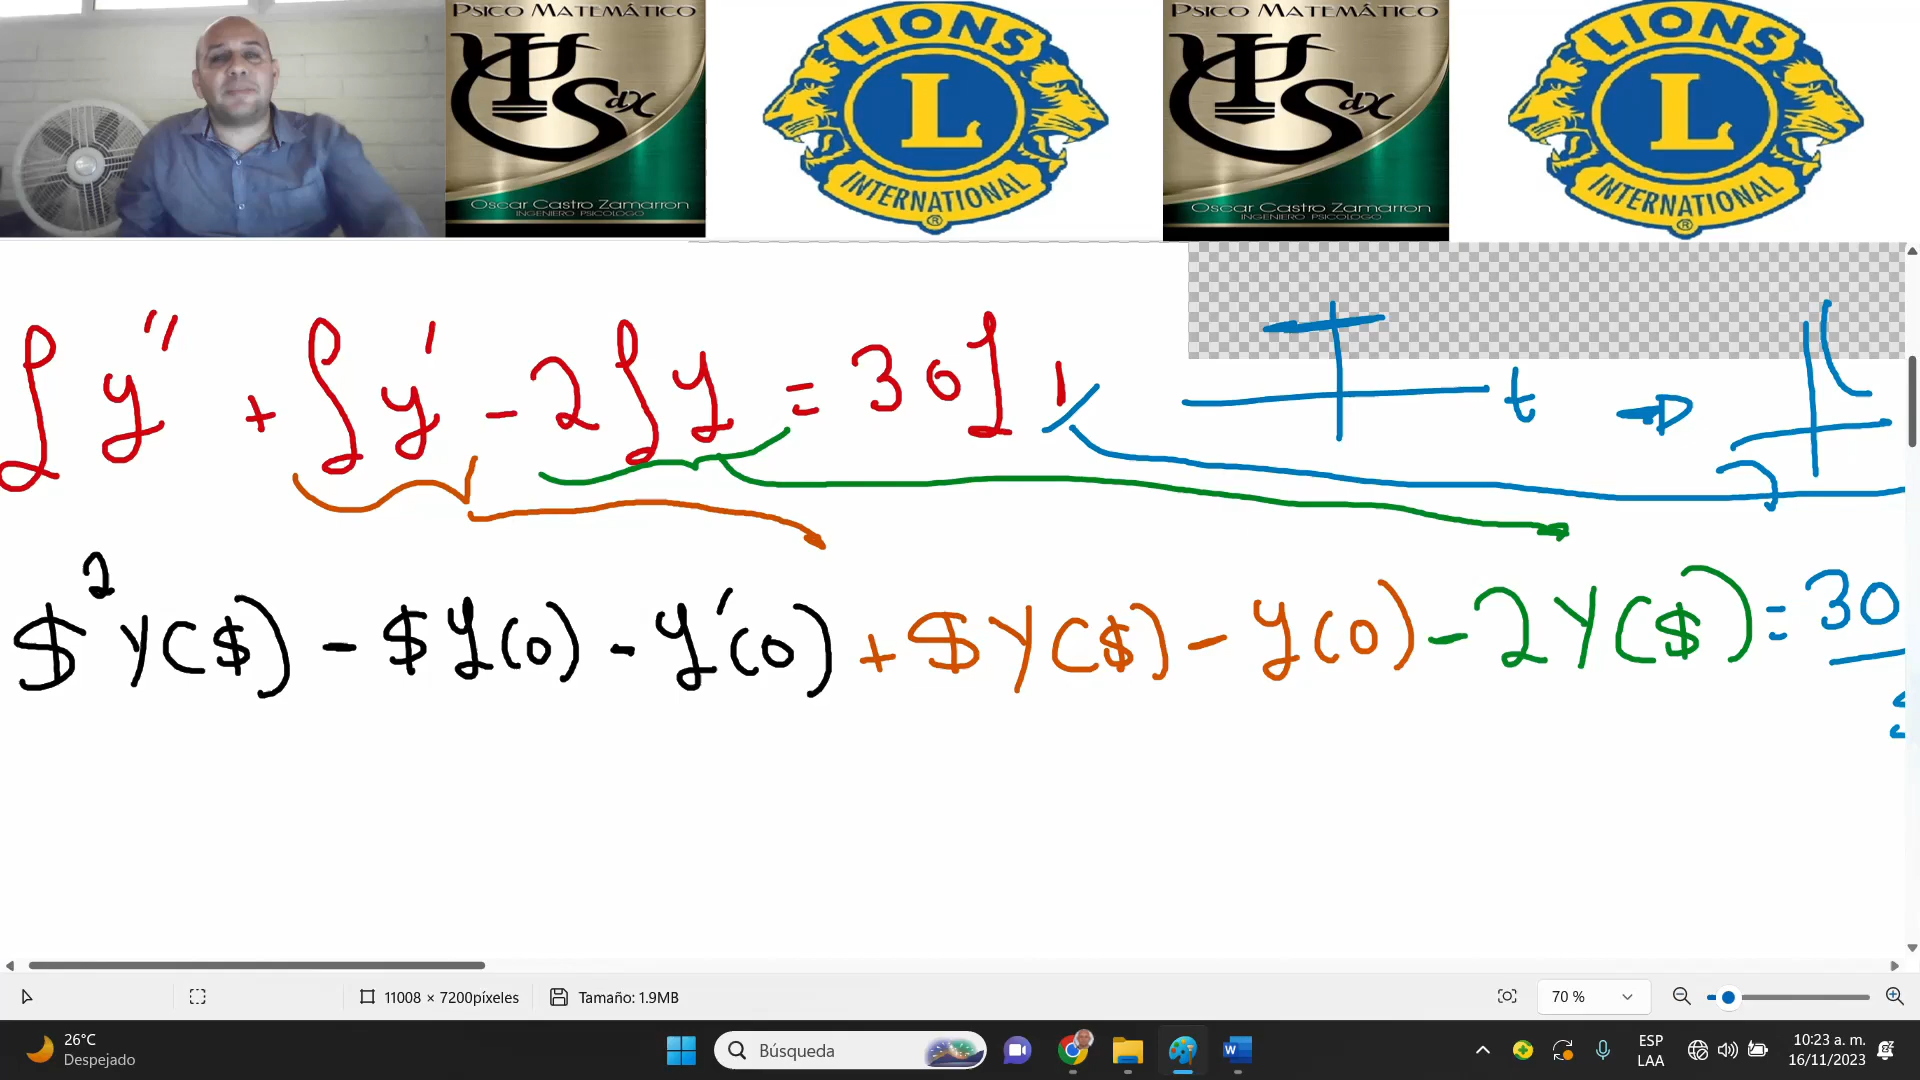 PSICO MATEMÁTICO
dx
Oscar Castro Zamarron
INGENIERO PSICOLOGO
LIONS
L
INTERNATIONAL
®
PSICO MATEMÁTICO
dx
Oscar Castro Zamarron
INGENIERO PSICOLOGO
LIONS
L
INTERNATIONAL
®
ℒ y'' + ℒ y' - 2 ℒ y = 30 ℒ 1
t
$² Y($) - $ y(0) - y'(0) + $ Y($) - y(0) - 2 Y($) = 30
11008 × 7200píxeles
Tamaño: 1.9MB
70 %
26°C
Despejado
Búsqueda
ESP
LAA
10:23 a. m.
16/11/2023